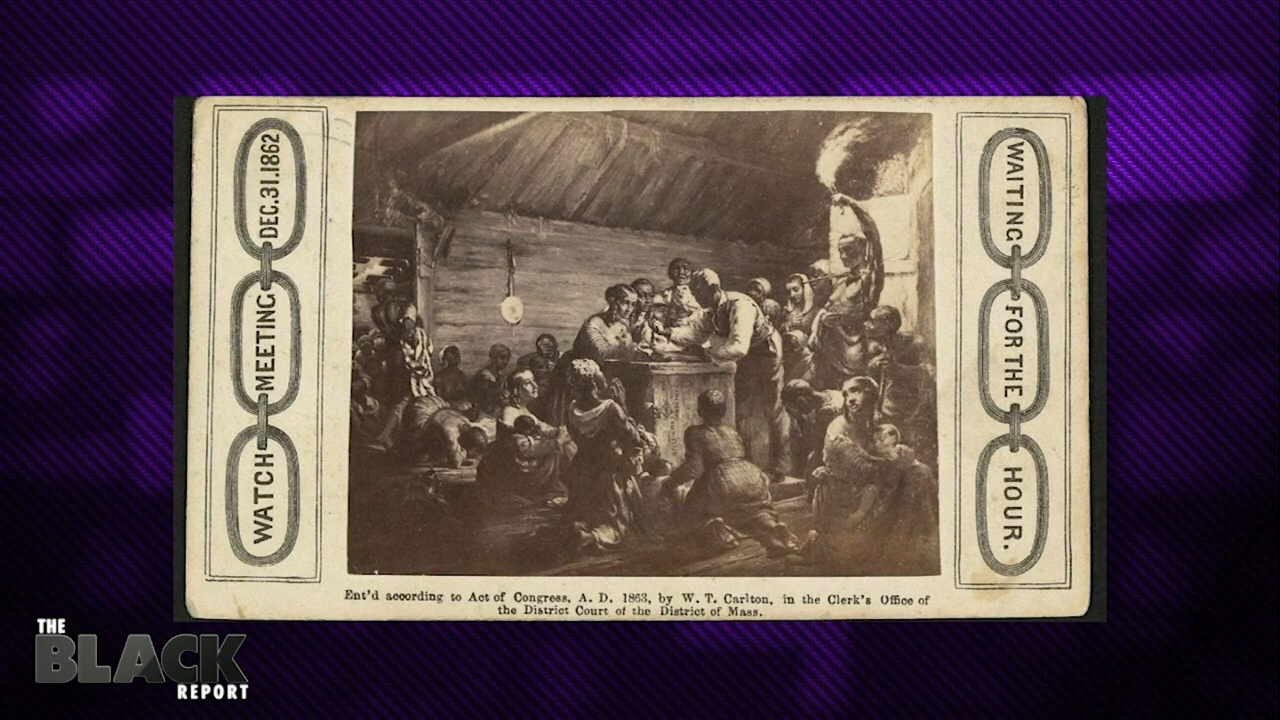 WATCH MEETING DEC.31.1862
WAITING FOR THE HOUR.
Ent'd according to Act of Congress, A. D. 1863, by W. T. Carlton, in the Clerk's Office of
the District Court of the District of Mass.
THE
BLACK
REPORT